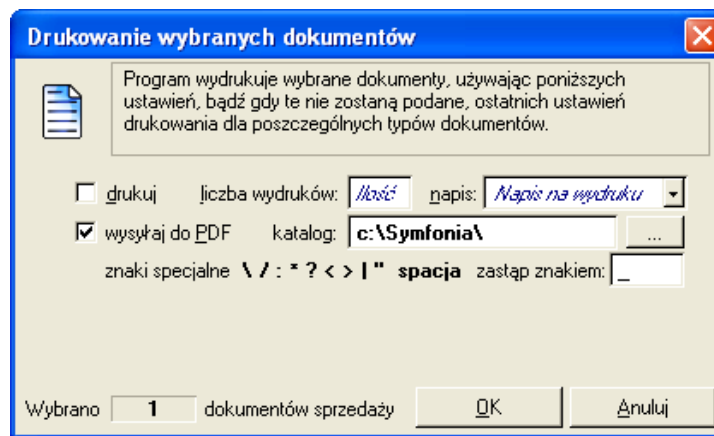 Drukowanie wybranych dokumentów
Program wydrukuje wybrane dokumenty, używając poniższych
ustawień, bądź gdy te nie zostaną podane, ostatnich ustawień
drukowania dla poszczególnych typów dokumentów.
drukuj liczba wydruków: Ilość napis: Napis na wydruku
wysyłaj do PDF katalog: c:\Symfonia\ ...
znaki specjalne \ / : * ? < > | " spacja zastąp znakiem: _
Wybrano 1 dokumentów sprzedaży OK Anuluj